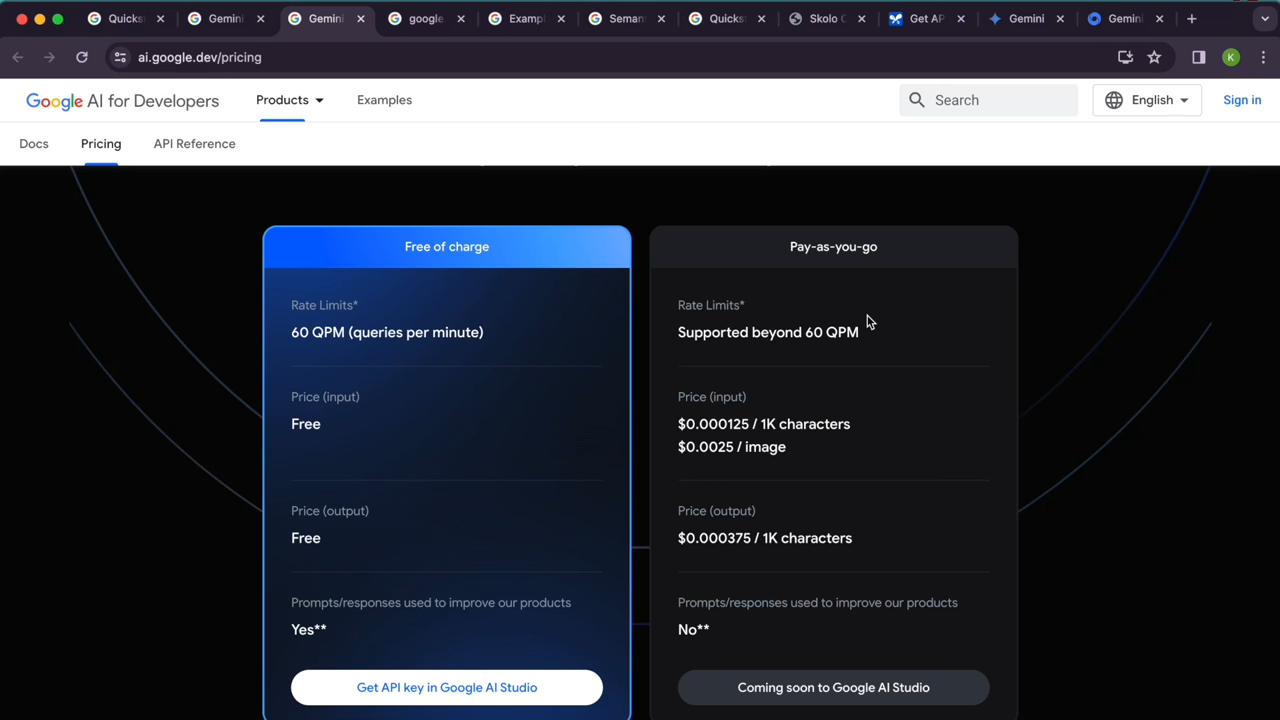 Quicks
Gemini
Gemini
google
Exampl
Seman
Quicks
Skolo
Get AP
Gemini
Gemini
ai.google.dev/pricing
K
Google AI for Developers
Products
Examples
Search
English
Sign in
Docs
Pricing
API Reference
Free of charge
Rate Limits*
60 QPM (queries per minute)
Price (input)
Free
Price (output)
Free
Prompts/responses used to improve our products
Yes**
Get API key in Google AI Studio
Pay-as-you-go
Rate Limits*
Supported beyond 60 QPM
Price (input)
$0.000125 / 1K characters
$0.0025 / image
Price (output)
$0.000375 / 1K characters
Prompts/responses used to improve our products
No**
Coming soon to Google AI Studio